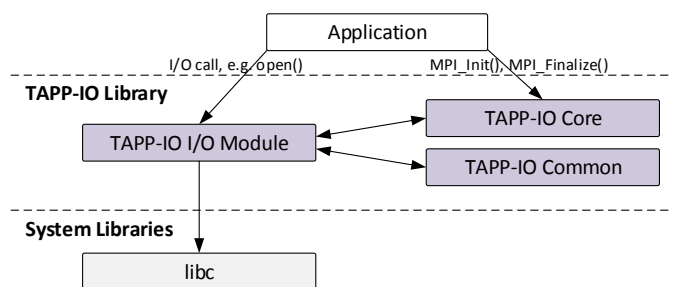 Application
I/O call, e.g. open()
MPI_Init(), MPI_Finalize()
TAPP-IO Library
TAPP-IO Core
TAPP-IO I/O Module
TAPP-IO Common
System Libraries
libc